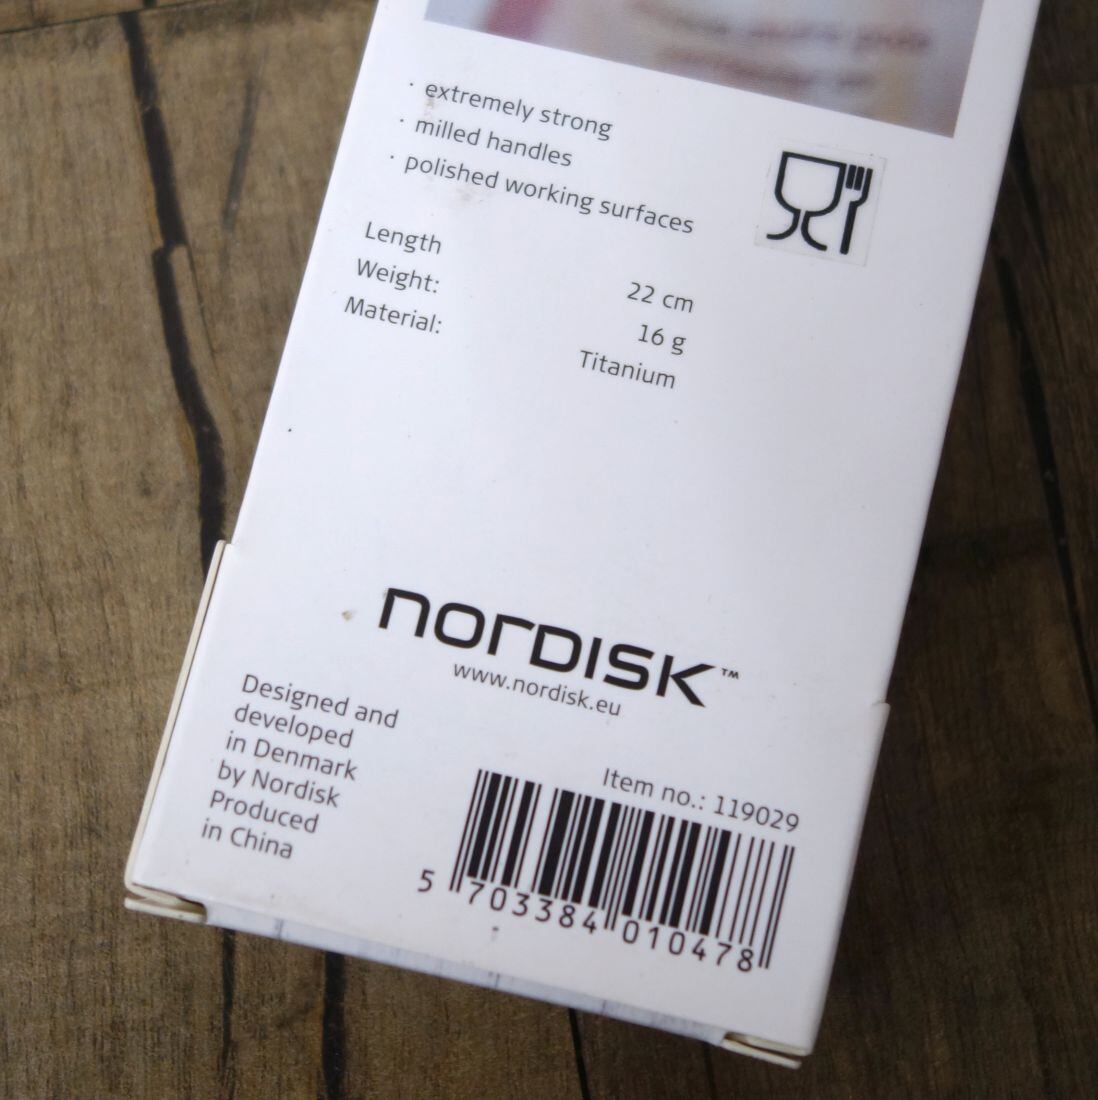 · extremely strong
· milled handles
· polished working surfaces
Length 22 cm
Weight: 16 g
Material: Titanium
NORDISK™
www.nordisk.eu
Designed and
developed
in Denmark
by Nordisk
Produced
in China
Item no.: 119029
5 703384 010478